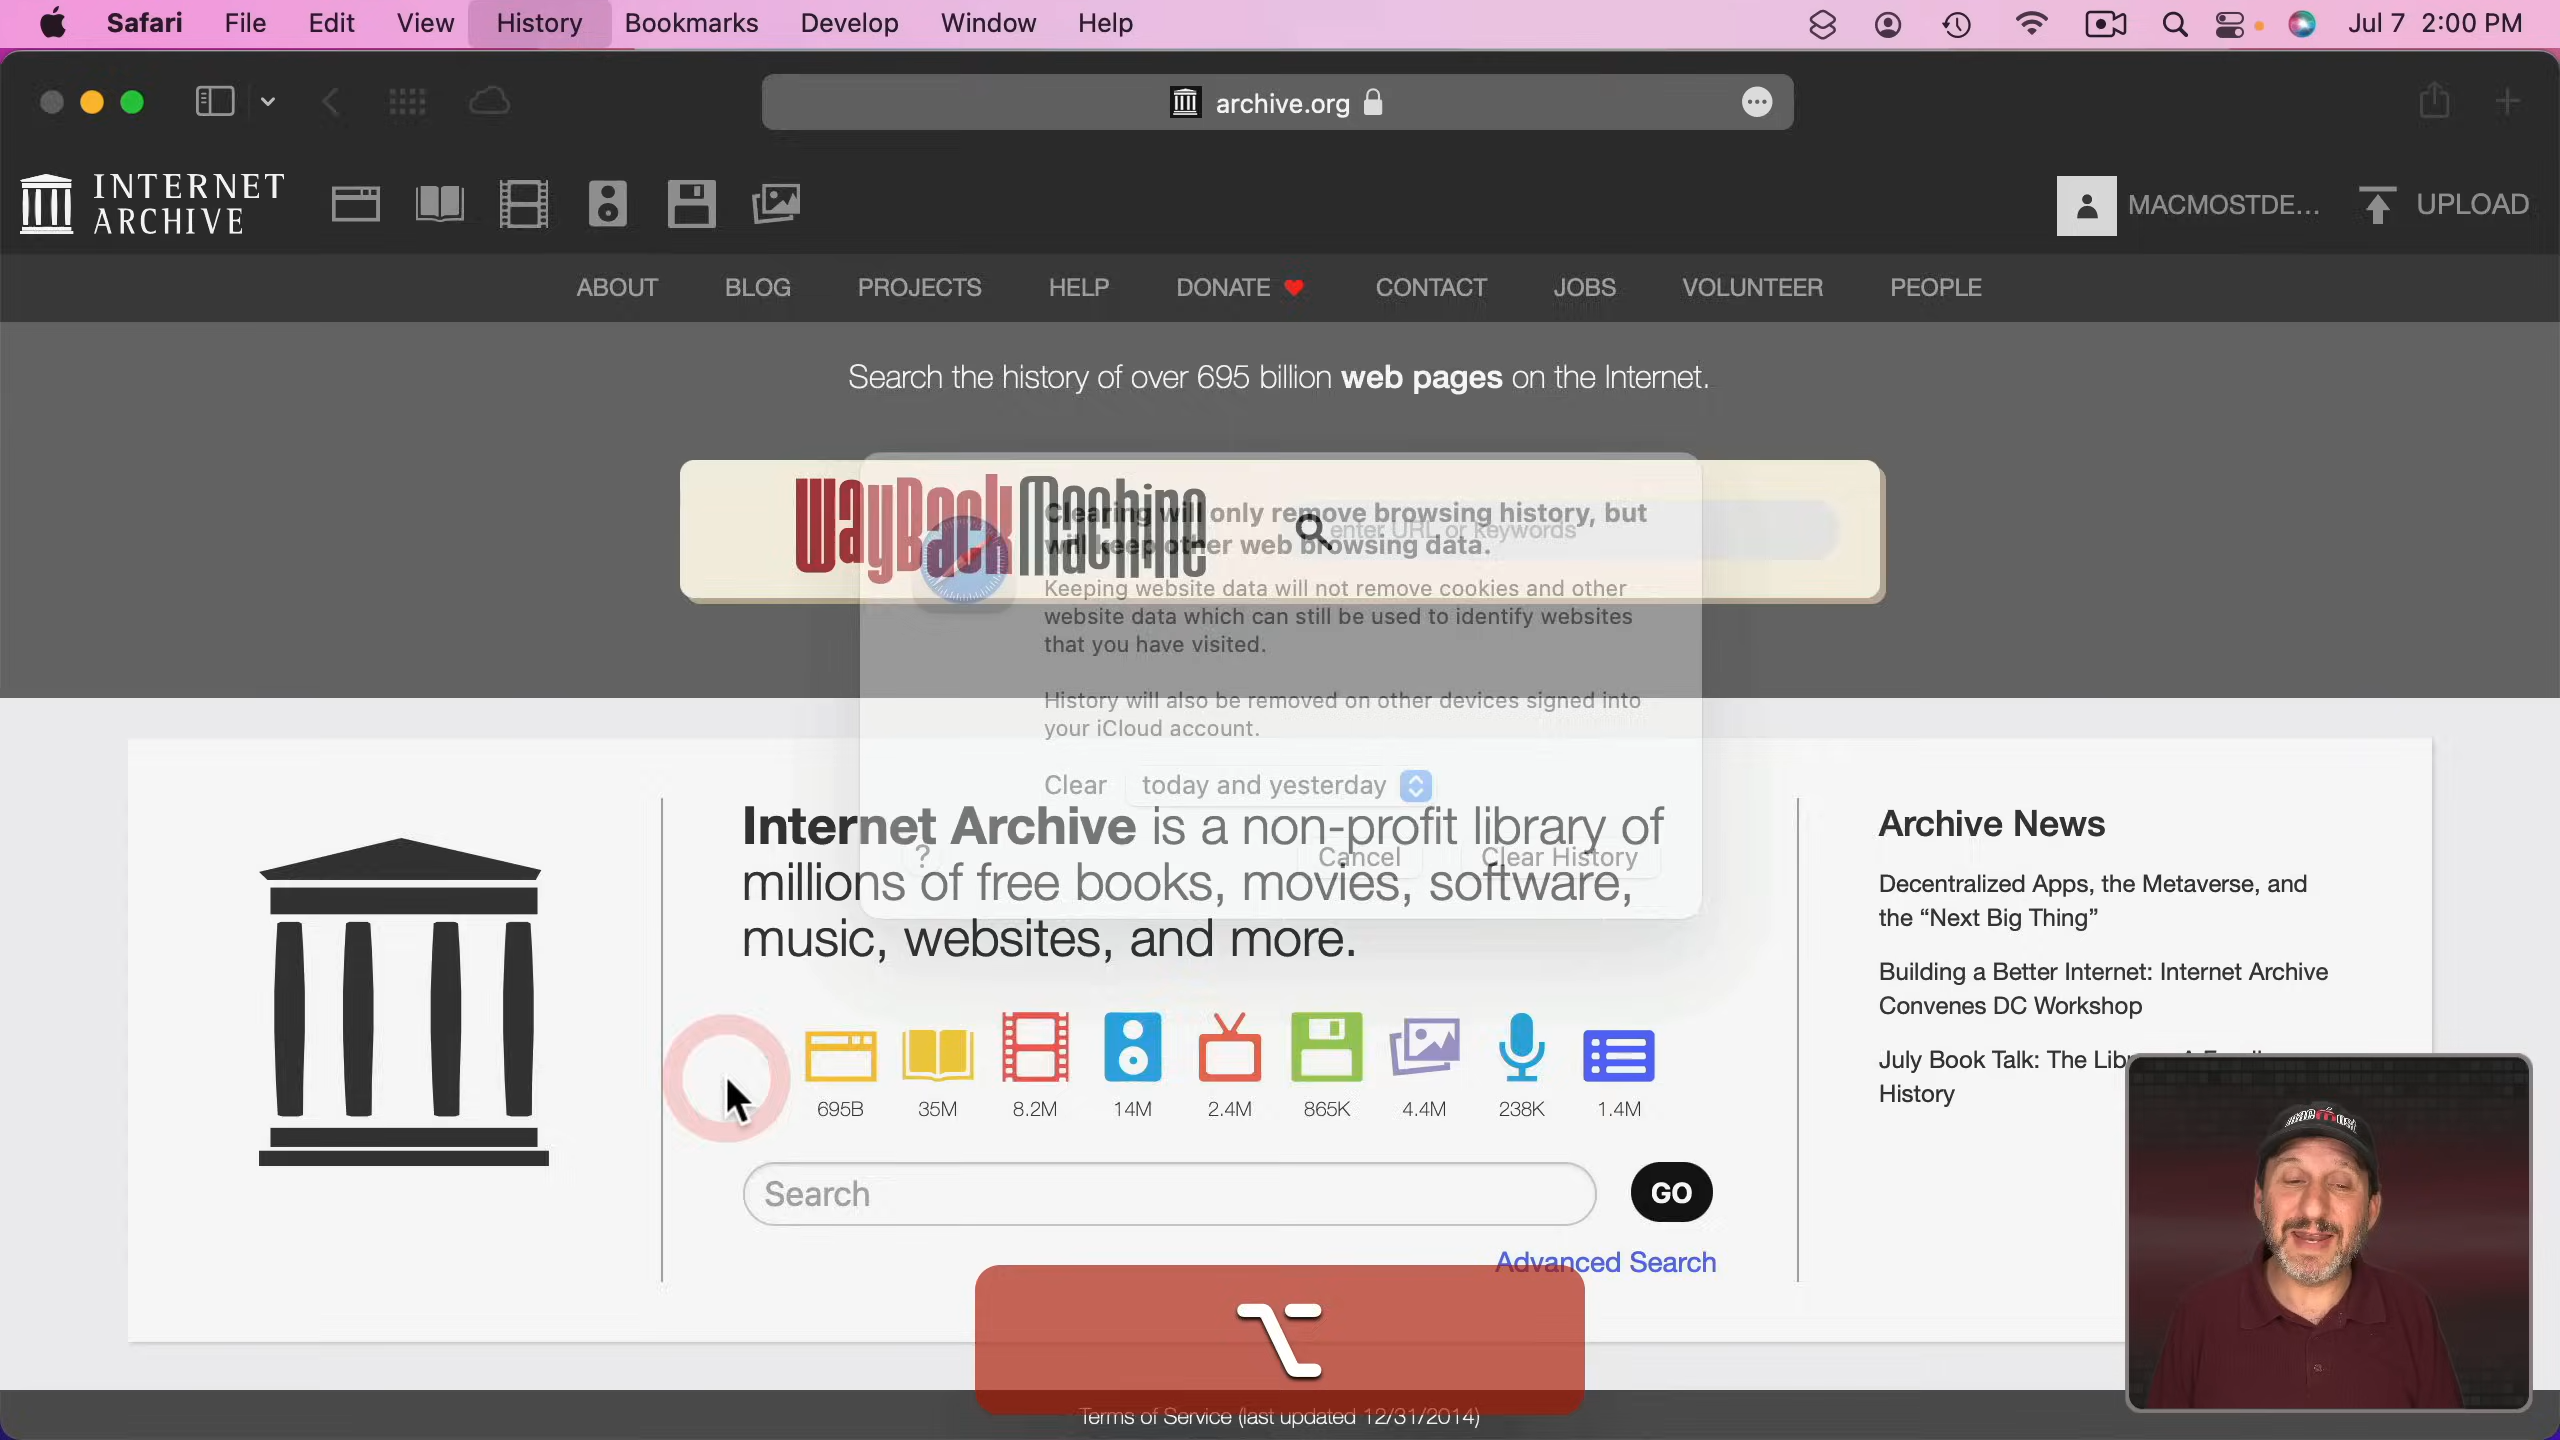 Safari File Edit View History Bookmarks Develop Window Help Jul 7 2:00 PM
archive.org
INTERNET
ARCHIVE
MACMOSTDE... UPLOAD
ABOUT BLOG PROJECTS HELP DONATE CONTACT JOBS VOLUNTEER PEOPLE
Search the history of over 695 billion web pages on the Internet.
WayBack Machine
enter URL or keywords
Clearing will only remove browsing history, but
will keep other web browsing data.
Keeping website data will not remove cookies and other
website data which can still be used to identify websites
that you have visited.
History will also be removed on other devices signed into
your iCloud account.
Clear today and yesterday
? Cancel Clear History
Internet Archive is a non-profit library of
millions of free books, movies, software,
music, websites, and more.
695B 35M 8.2M 14M 2.4M 865K 4.4M 238K 1.4M
Search GO
Advanced Search
Archive News
Decentralized Apps, the Metaverse, and
the “Next Big Thing”
Building a Better Internet: Internet Archive
Convenes DC Workshop
July Book Talk: The
History
macmost
⌥
Terms of Service (last updated 12/31/2014)